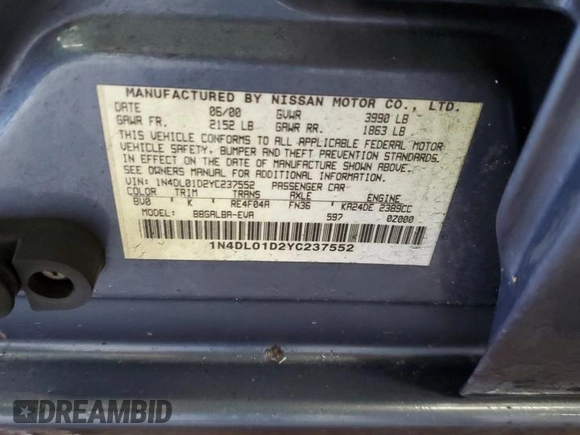 MANUFACTURED BY NISSAN MOTOR CO., LTD.
DATE 06/00 GVWR 3990 LB
GAWR FR. 2152 LB GAWR RR. 1863 LB
THIS VEHICLE CONFORMS TO ALL APPLICABLE FEDERAL MOTOR
VEHICLE SAFETY, BUMPER AND THEFT PREVENTION STANDARDS
IN EFFECT ON THE DATE OF MANUFACTURE SHOWN ABOVE.
SEE OWNERS MANUAL FOR ADDITIONAL INFORMATION.
VIN: 1N4DL01D2YC237552 PASSENGER CAR
COLOR TRIM TRANS AXLE ENGINE
BV0 K RE4F04A FN36 KA24DE 2389CC
MODEL: BBGALBA-EVA 597 0Z000
1N4DL01D2YC237552
DREAMBID